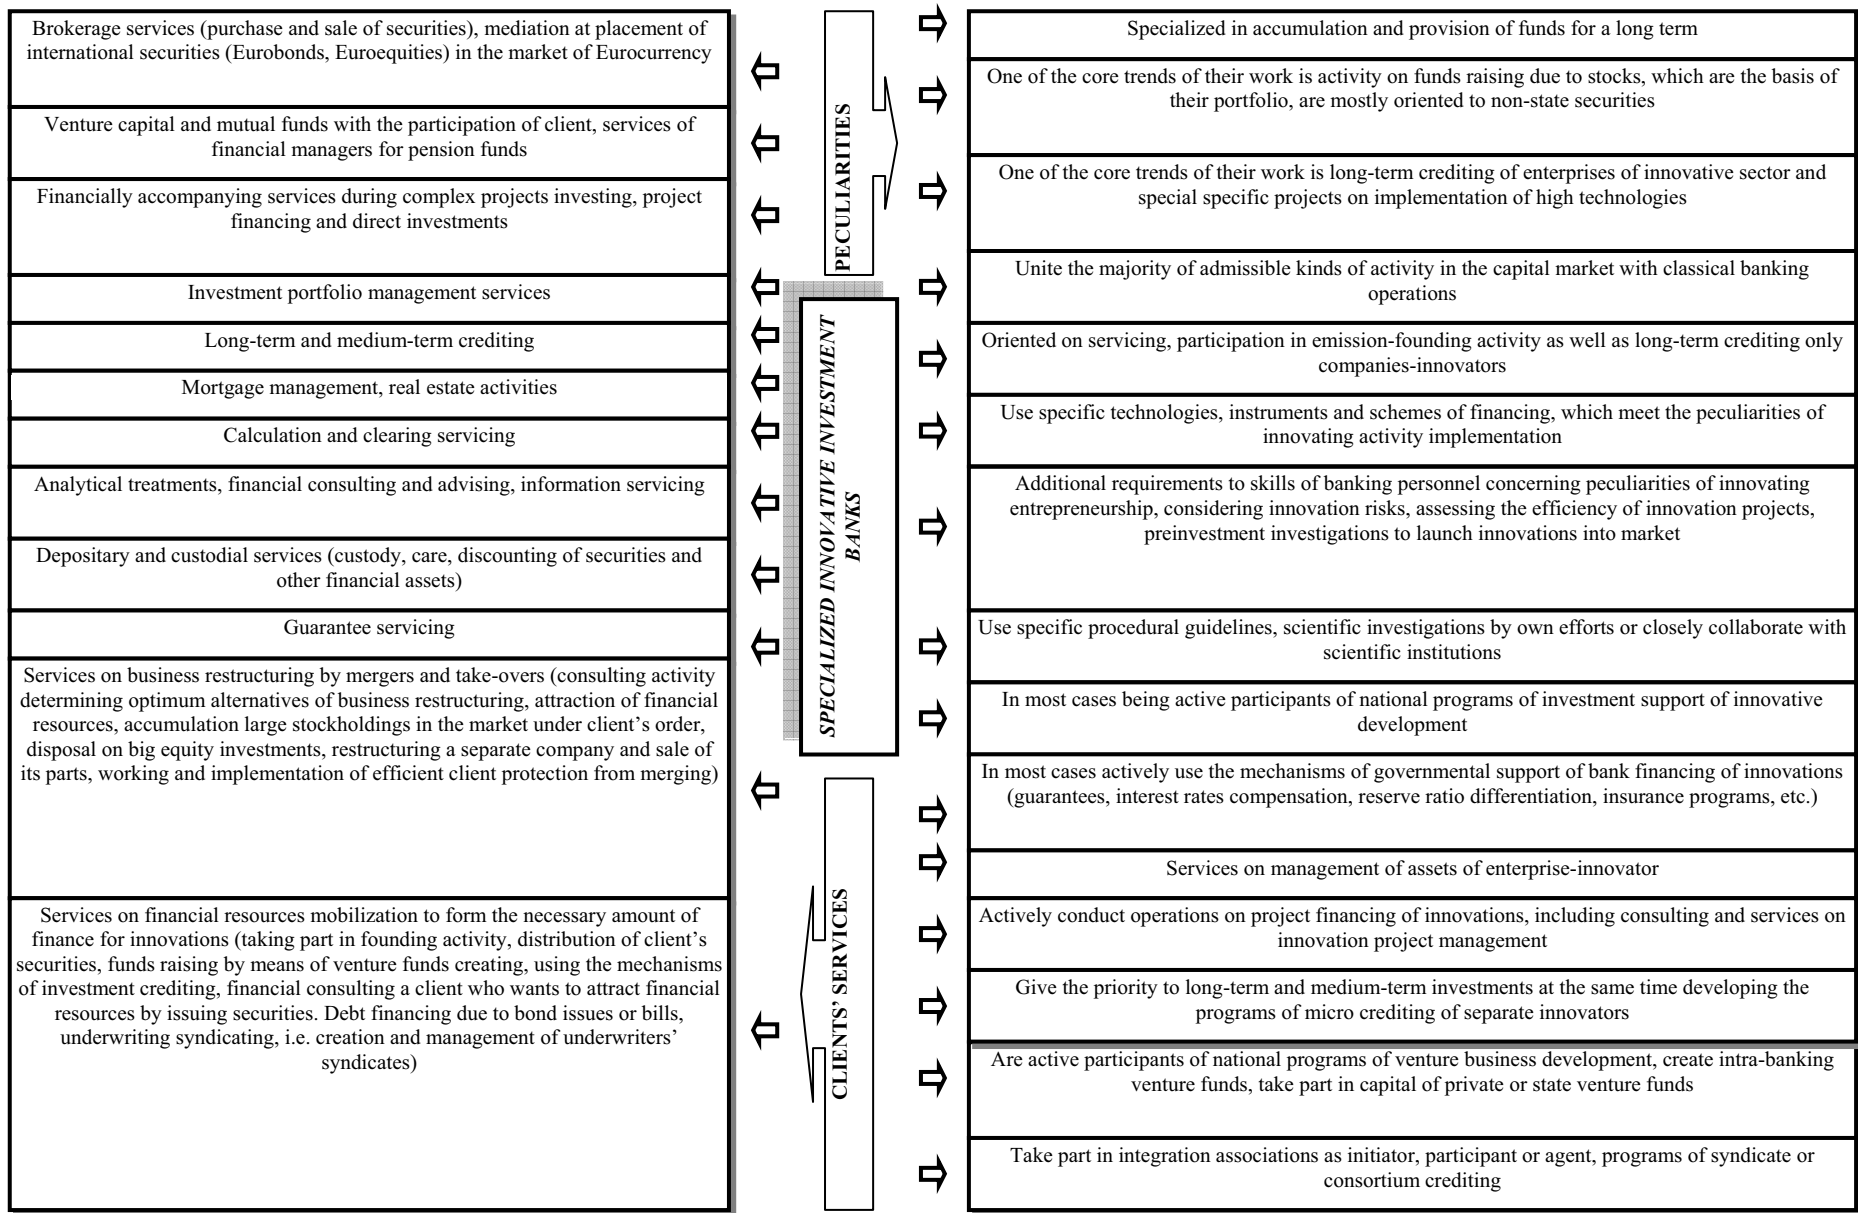 Brokerage services (purchase and sale of securities), mediation at placement of
international securities (Eurobonds, Euroequities) in the market of Eurocurrency
Venture capital and mutual funds with the participation of client, services of
financial managers for pension funds
Financially accompanying services during complex projects investing, project
financing and direct investments
Investment portfolio management services
Long-term and medium-term crediting
Mortgage management, real estate activities
Calculation and clearing servicing
Analytical treatments, financial consulting and advising, information servicing
Depositary and custodial services (custody, care, discounting of securities and
other financial assets)
Guarantee servicing
Services on business restructuring by mergers and take-overs (consulting activity
determining optimum alternatives of business restructuring, attraction of financial
resources, accumulation large stockholdings in the market under client’s order,
disposal on big equity investments, restructuring a separate company and sale of
its parts, working and implementation of efficient client protection from merging)
Services on financial resources mobilization to form the necessary amount of
finance for innovations (taking part in founding activity, distribution of client’s
securities, funds raising by means of venture funds creating, using the mechanisms
of investment crediting, financial consulting a client who wants to attract financial
resources by issuing securities. Debt financing due to bond issues or bills,
underwriting syndicating, i.e. creation and management of underwriters’
syndicates)
PECULIARITIES
SPECIALIZED INNOVATIVE INVESTMENT
BANKS
CLIENTS’ SERVICES
Specialized in accumulation and provision of funds for a long term
One of the core trends of their work is activity on funds raising due to stocks, which are the basis of
their portfolio, are mostly oriented to non-state securities
One of the core trends of their work is long-term crediting of enterprises of innovative sector and
special specific projects on implementation of high technologies
Unite the majority of admissible kinds of activity in the capital market with classical banking
operations
Oriented on servicing, participation in emission-founding activity as well as long-term crediting only
companies-innovators
Use specific technologies, instruments and schemes of financing, which meet the peculiarities of
innovating activity implementation
Additional requirements to skills of banking personnel concerning peculiarities of innovating
entrepreneurship, considering innovation risks, assessing the efficiency of innovation projects,
preinvestment investigations to launch innovations into market
Use specific procedural guidelines, scientific investigations by own efforts or closely collaborate with
scientific institutions
In most cases being active participants of national programs of investment support of innovative
development
In most cases actively use the mechanisms of governmental support of bank financing of innovations
(guarantees, interest rates compensation, reserve ratio differentiation, insurance programs, etc.)
Services on management of assets of enterprise-innovator
Actively conduct operations on project financing of innovations, including consulting and services on
innovation project management
Give the priority to long-term and medium-term investments at the same time developing the
programs of micro crediting of separate innovators
Are active participants of national programs of venture business development, create intra-banking
venture funds, take part in capital of private or state venture funds
Take part in integration associations as initiator, participant or agent, programs of syndicate or
consortium crediting